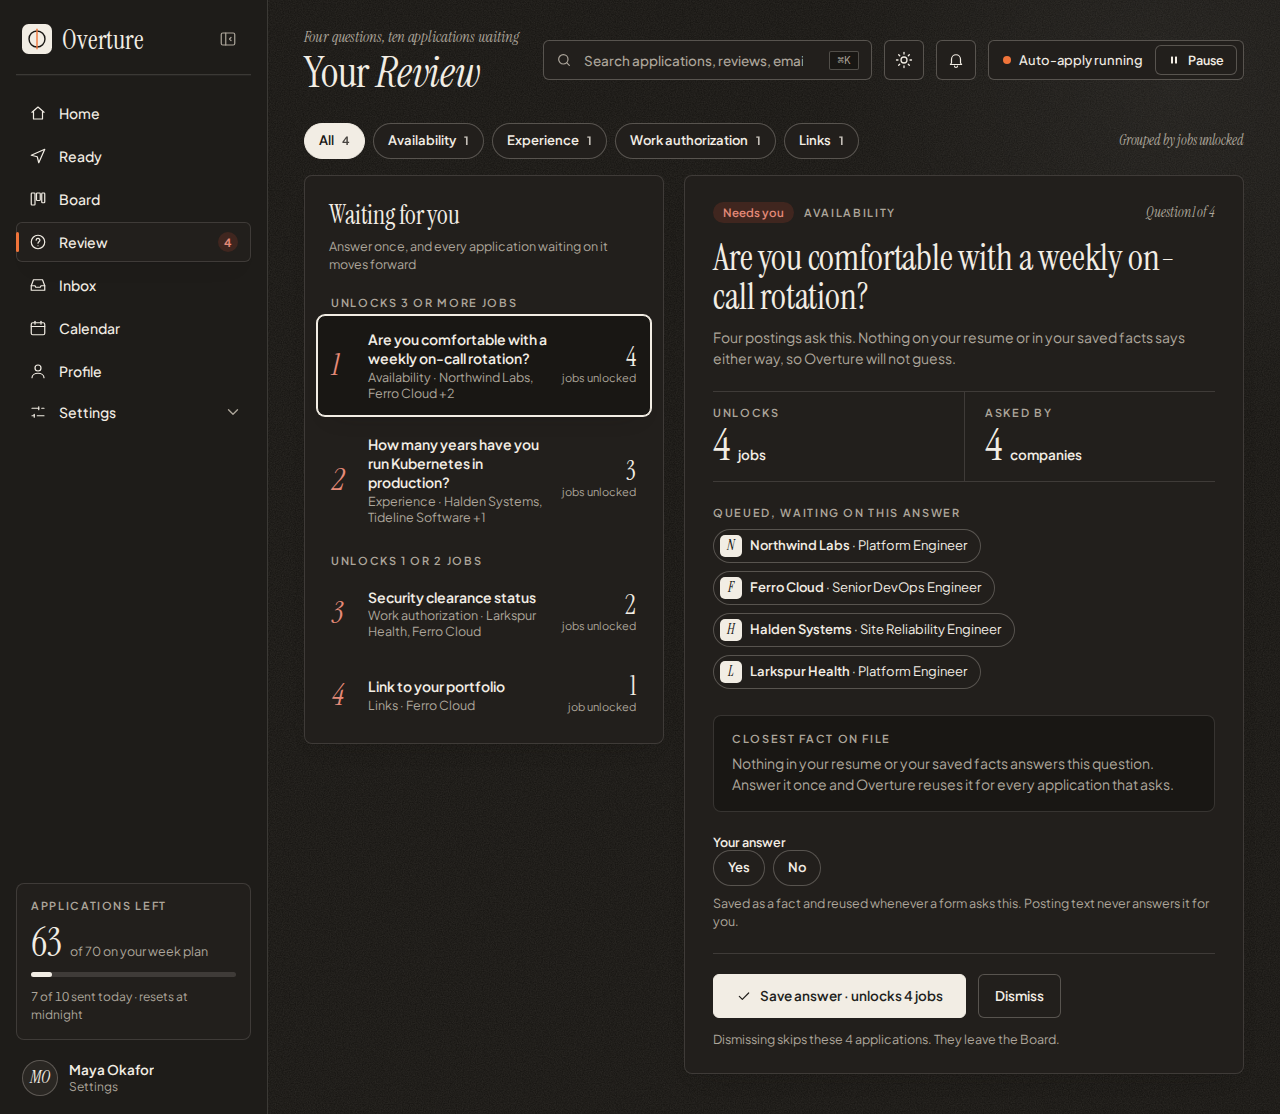 Overture
Home
Ready
Board
Review 4
Inbox
Calendar
Profile
Settings
APPLICATIONS LEFT
63 of 70 on your week plan
7 of 10 sent today · resets at
midnight
MO
Maya Okafor
Settings
Four questions, ten applications waiting
Your Review
Search applications, reviews, emai
⌘K
Auto-apply running
Pause
All 4
Availability 1
Experience 1
Work authorization 1
Links 1
Grouped by jobs unlocked
Waiting for you
Answer once, and every application waiting on it
moves forward
UNLOCKS 3 OR MORE JOBS
1
Are you comfortable with a
weekly on-call rotation?
Availability · Northwind Labs,
Ferro Cloud +2
4
jobs unlocked
2
How many years have you
run Kubernetes in
production?
Experience · Halden Systems,
Tideline Software +1
3
jobs unlocked
UNLOCKS 1 OR 2 JOBS
3
Security clearance status
Work authorization · Larkspur
Health, Ferro Cloud
2
jobs unlocked
4
Link to your portfolio
Links · Ferro Cloud
1
job unlocked
Needs you
AVAILABILITY
Question 1 of 4
Are you comfortable with a weekly on-
call rotation?
Four postings ask this. Nothing on your resume or in your saved facts says
either way, so Overture will not guess.
UNLOCKS
4 jobs
ASKED BY
4 companies
QUEUED, WAITING ON THIS ANSWER
N Northwind Labs · Platform Engineer
F Ferro Cloud · Senior DevOps Engineer
H Halden Systems · Site Reliability Engineer
L Larkspur Health · Platform Engineer
CLOSEST FACT ON FILE
Nothing in your resume or your saved facts answers this question.
Answer it once and Overture reuses it for every application that asks.
Your answer
Yes
No
Saved as a fact and reused whenever a form asks this. Posting text never answers it for
you.
Save answer · unlocks 4 jobs
Dismiss
Dismissing skips these 4 applications. They leave the Board.